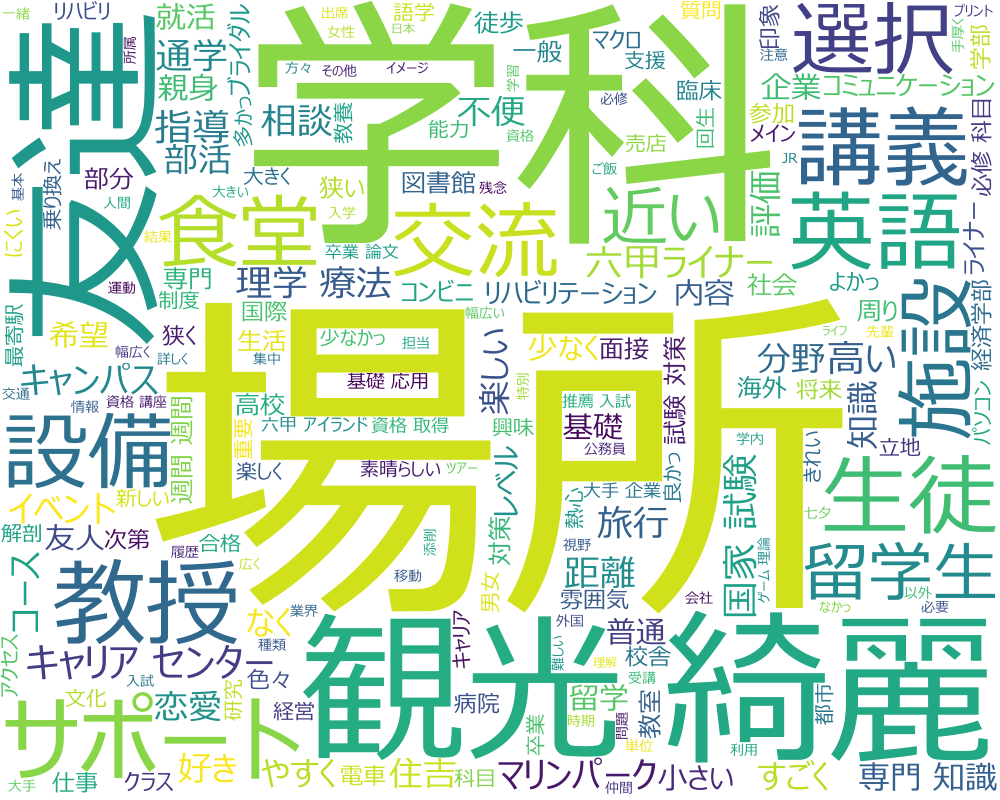 一緒
リハビリ
就活
出席
女性
方々
その他
日本
語学
イメージ
徒歩
一般
マクロ
支援
質問
印象
注意
プリント
手厚く
学部
所属
友達
学科
選択
通学
親身
多かっ
ブライダル
指導
部活
相談
教養
能力
不便
学習
必修
資格
売店
臨床
回生
企業
コミュニケーション
参加
メイン
JR
必修 科目
講義
基本
乗り換え
部分
大きい
人間
大きく
狭い
図書館
残念
ご飯
近い
評価
英語
にくい
結果
食堂
入学
卒業 論文
交流
六甲ライナー
ライナー
最寄駅
運動
専門
制度
理学 療法
コンビニ
リハビリテーション
内容
社会
よかっ
周り
経済学部
希望
狭く
国際
生活
少なかっ
担当
幅広い
楽しい
少なく
面接
試験 対策
分野
高い
ライフ
先輩
施設
幅広く
詳しく
集中
基礎 応用
特別
交通
情報
キャンパス
資格 講座
週間 週間
高校
重要
六甲 アイランド
資格 取得
興味
推薦 入試
基礎
公務員
海外
将来
知識
パソコン
設備
場所
楽しく
素晴らしい
ツアー
レベル
大手 企業
良かっ
学内
立地
きれい
イベント
新しい
熱心
旅行
国家 試験
七夕
生徒
解剖
友人
次第
履歴
合格
広く
添削
対策
視野
コース
教授
なく
業界
種類
移動
男女
距離
雰囲気
会社
ゲーム 理論
なかっ
以外
必要
留学生
アクセス
キャリア センター
入試
色々
キャリア
観光
外国
難しい
理解
普通
校舎
綺麗
サポート
文化
恋愛
研究
経営
病院
卒業
留学
時期
受講
問題
単位
教室
利用
都市
大手
仕事
クラス
好き
やすく
電車
住吉
科目
マリンパーク
仲間
小さい
すごく
専門 知識